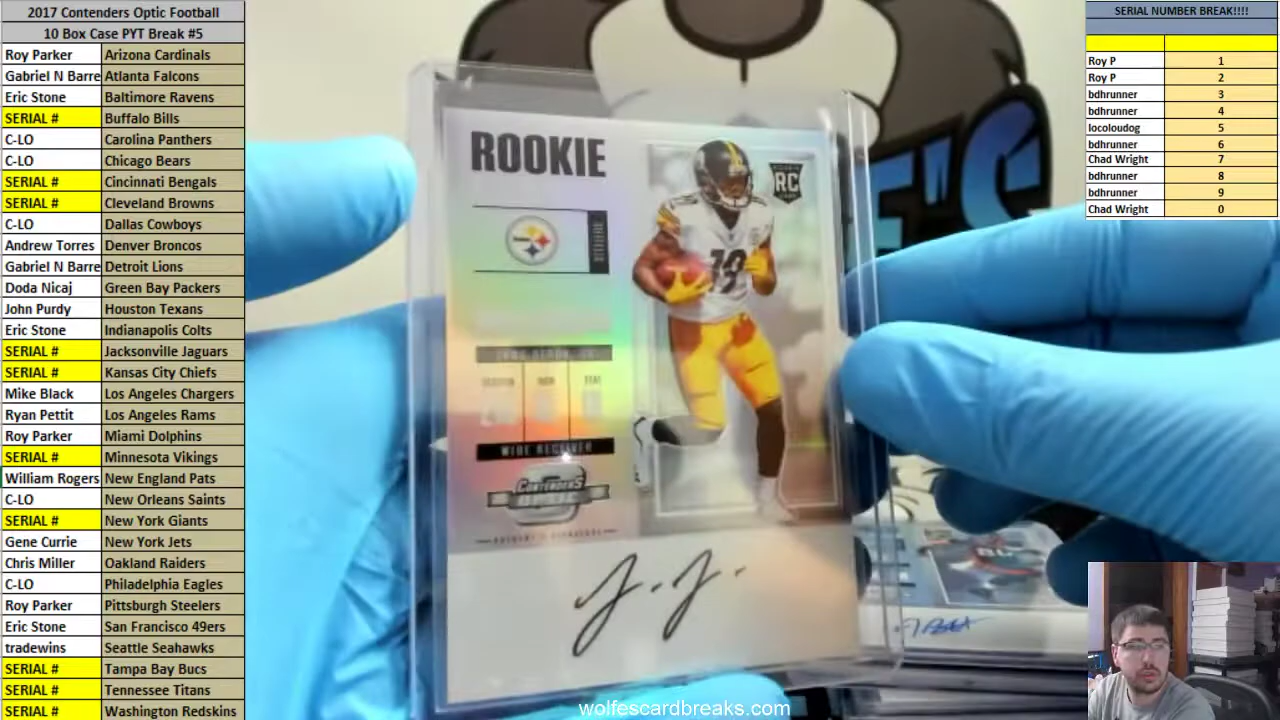 2017 Contenders Optic Football
10 Box Case PYT Break #5
Roy Parker Arizona Cardinals
Gabriel N Barre Atlanta Falcons
Eric Stone Baltimore Ravens
SERIAL # Buffalo Bills
C-LO Carolina Panthers
C-LO Chicago Bears
SERIAL # Cincinnati Bengals
SERIAL # Cleveland Browns
C-LO Dallas Cowboys
Andrew Torres Denver Broncos
Gabriel N Barre Detroit Lions
Doda Nicaj Green Bay Packers
John Purdy Houston Texans
Eric Stone Indianapolis Colts
SERIAL # Jacksonville Jaguars
SERIAL # Kansas City Chiefs
Mike Black Los Angeles Chargers
Ryan Pettit Los Angeles Rams
Roy Parker Miami Dolphins
SERIAL # Minnesota Vikings
William Rogers New England Pats
C-LO New Orleans Saints
SERIAL # New York Giants
Gene Currie New York Jets
Chris Miller Oakland Raiders
C-LO Philadelphia Eagles
Roy Parker Pittsburgh Steelers
Eric Stone San Francisco 49ers
tradewins Seattle Seahawks
SERIAL # Tampa Bay Bucs
SERIAL # Tennessee Titans
SERIAL # Washington Redskins
ROOKIE
RC
Steelers
19
WIDE RECEIVER
CONTENDERS
OPTIC
J. J.
E'S
wolfescardbreaks.com
SERIAL NUMBER BREAK!!!!
Roy P 1
Roy P 2
bdhrunner 3
bdhrunner 4
locoloudog 5
bdhrunner 6
Chad Wright 7
bdhrunner 8
bdhrunner 9
Chad Wright 0